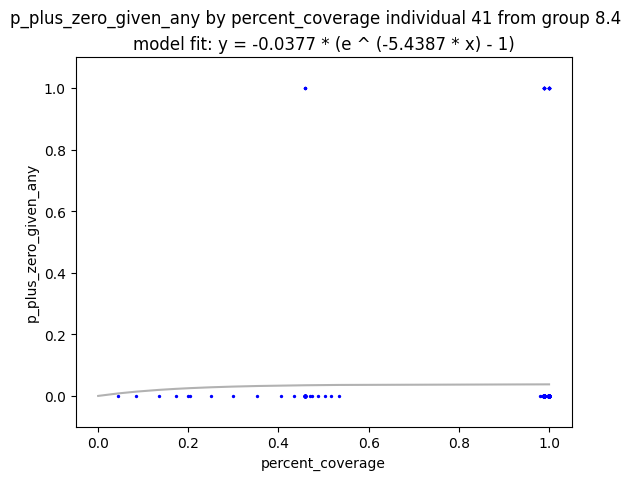 p_plus_zero_given_any by percent_coverage individual 41 from group 8.4
model fit: y = -0.0377 * (e ^ (-5.4387 * x) - 1)
1.0
0.8
0.6
0.4
0.2
0.0
p_plus_zero_given_any
0.0 0.2 0.4 0.6 0.8 1.0
percent_coverage